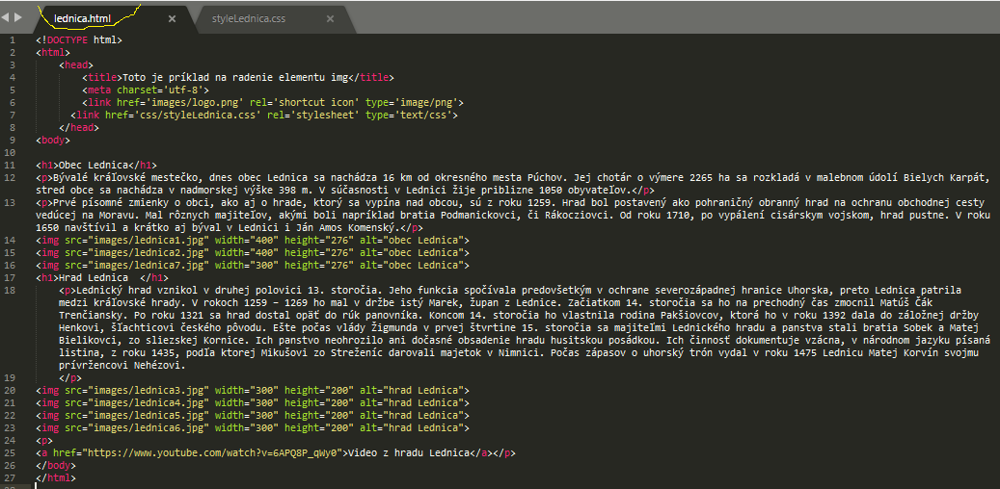 lednica.html × styleLednica.css ×
1 <!DOCTYPE html>
2 <html>
3 <head>
4 <title>Toto je príklad na radenie elementu img</title>
5 <meta charset='utf-8'>
6 <link href='images/logo.png' rel='shortcut icon' type='image/png'>
7 <link href='css/styleLednica.css' rel='stylesheet' type='text/css'>
8 </head>
9 <body>
10
11 <h1>Obec Lednica</h1>
12 <p>Bývalé kráľovské mestečko, dnes obec Lednica sa nachádza 16 km od okresného mesta Púchov. Jej chotár o výmere 2265 ha sa rozkladá v malebnom údolí Bielych Karpát,
stred obce sa nachádza v nadmorskej výške 398 m. V súčasnosti v Lednici žije priblizne 1050 obyvateľov.</p>
13 <p>Prvé písomné zmienky o obci, ako aj o hrade, ktorý sa vypína nad obcou, sú z roku 1259. Hrad bol postavený ako pohraničný obranný hrad na ochranu obchodnej cesty
vedúcej na Moravu. Mal rôznych majiteľov, akými boli napríklad bratia Podmanickovci, či Rákocziovci. Od roku 1710, po vypálení cisárskym vojskom, hrad pustne. V roku
1650 navštívil a krátko aj býval v Lednici i Ján Amos Komenský.</p>
14 <img src="images/lednica1.jpg" width="400" height="276" alt="obec Lednica">
15 <img src="images/lednica2.jpg" width="400" height="276" alt="obec Lednica">
16 <img src="images/lednica7.jpg" width="300" height="276" alt="obec Lednica">
17 <h1>Hrad Lednica  </h1>
18 <p>Lednický hrad vznikol v druhej polovici 13. storočia. Jeho funkcia spočívala predovšetkým v ochrane severozápadnej hranice Uhorska, preto Lednica patrila
medzi kráľovské hrady. V rokoch 1259 – 1269 ho mal v držbe istý Marek, župan z Lednice. Začiatkom 14. storočia sa ho na prechodný čas zmocnil Matúš Čák
Trenčiansky. Po roku 1321 sa hrad dostal opäť do rúk panovníka. Koncom 14. storočia ho vlastnila rodina Pakšiovcov, ktorá ho v roku 1392 dala do záložnej držby
Henkovi, šľachticovi českého pôvodu. Ešte počas vlády Žigmunda v prvej štvrtine 15. storočia sa majiteľmi Lednického hradu a panstva stali bratia Sobek a Matej
Bielikovci, zo sliezskej Kornice. Ich panstvo neohrozilo ani dočasné obsadenie hradu husitskou posádkou. Ich činnosť dokumentuje vzácna, v národnom jazyku písaná
listina, z roku 1435, podľa ktorej Mikušovi zo Streženíc darovali majetok v Nimnici. Počas zápasov o uhorský trón vydal v roku 1475 Lednicu Matej Korvín svojmu
prívržencovi Nehézovi.
19 </p>
20 <img src="images/lednica3.jpg" width="300" height="200" alt="hrad Lednica">
21 <img src="images/lednica4.jpg" width="300" height="200" alt="hrad Lednica">
22 <img src="images/lednica5.jpg" width="300" height="200" alt="hrad Lednica">
23 <img src="images/lednica6.jpg" width="300" height="200" alt="hrad Lednica">
24 <p>
25 <a href="https://www.youtube.com/watch?v=6APQ8P_qWy0">Video z hradu Lednica</a></p>
26 </body>
27 </html>
28